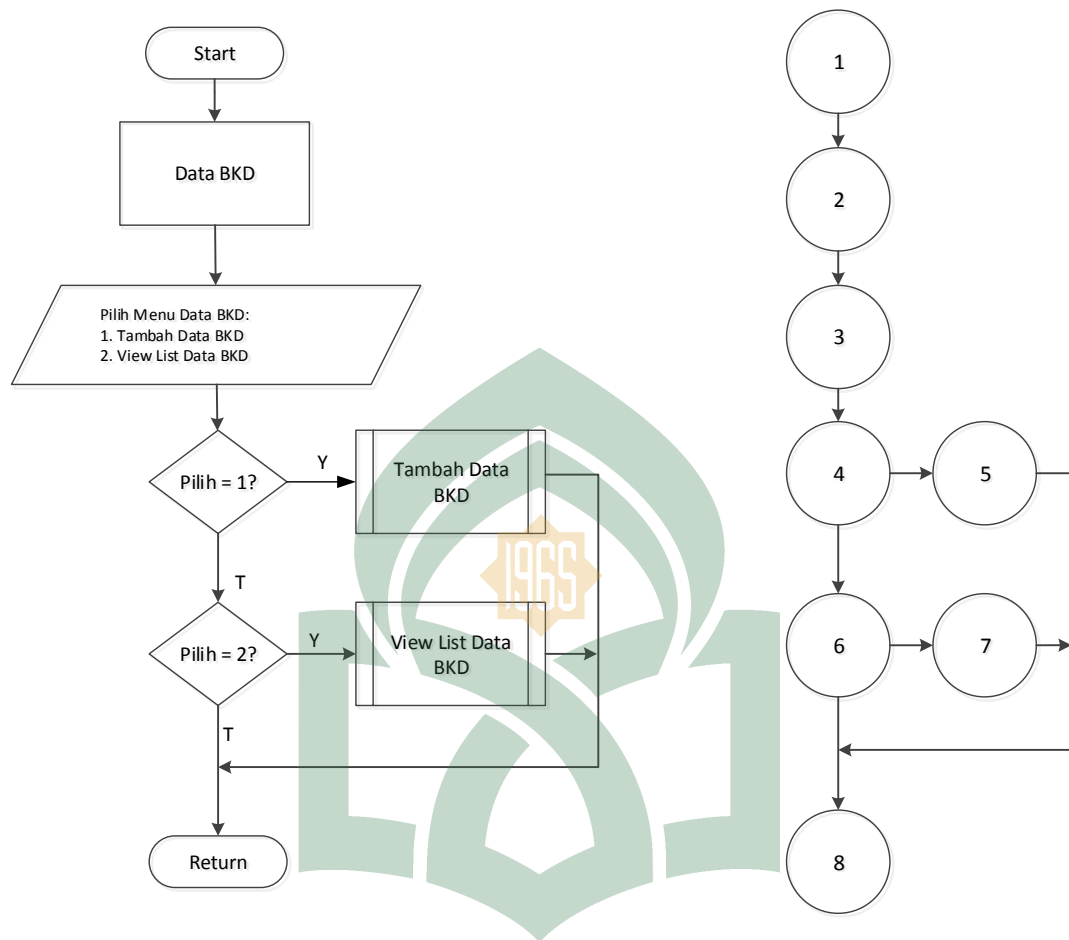 Start
Data BKD
Pilih Menu Data BKD:
1. Tambah Data BKD
2. View List Data BKD
Pilih = 1?
Y
Tambah Data
BKD
T
Pilih = 2?
Y
View List Data
BKD
T
Return
1965
1
2
3
4
5
6
7
8